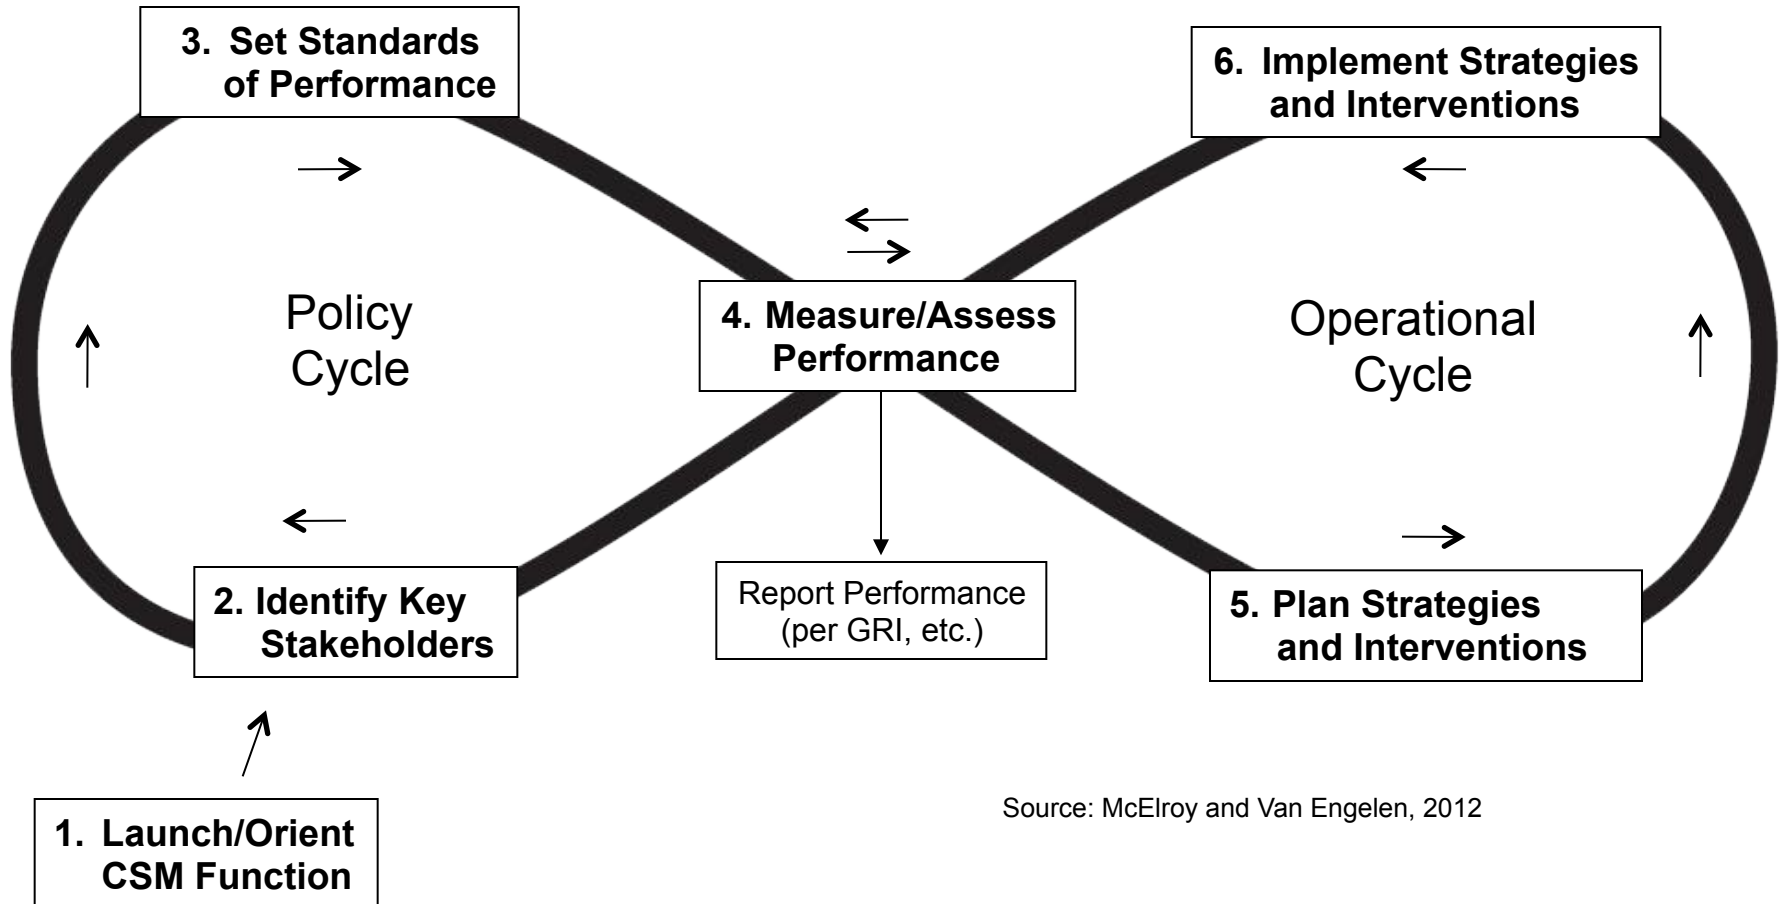 3. Set Standards
of Performance
6. Implement Strategies
and Interventions
Policy
Cycle
4. Measure/Assess
Performance
Operational
Cycle
2. Identify Key
Stakeholders
Report Performance
(per GRI, etc.)
5. Plan Strategies
and Interventions
1. Launch/Orient
CSM Function
Source: McElroy and Van Engelen, 2012